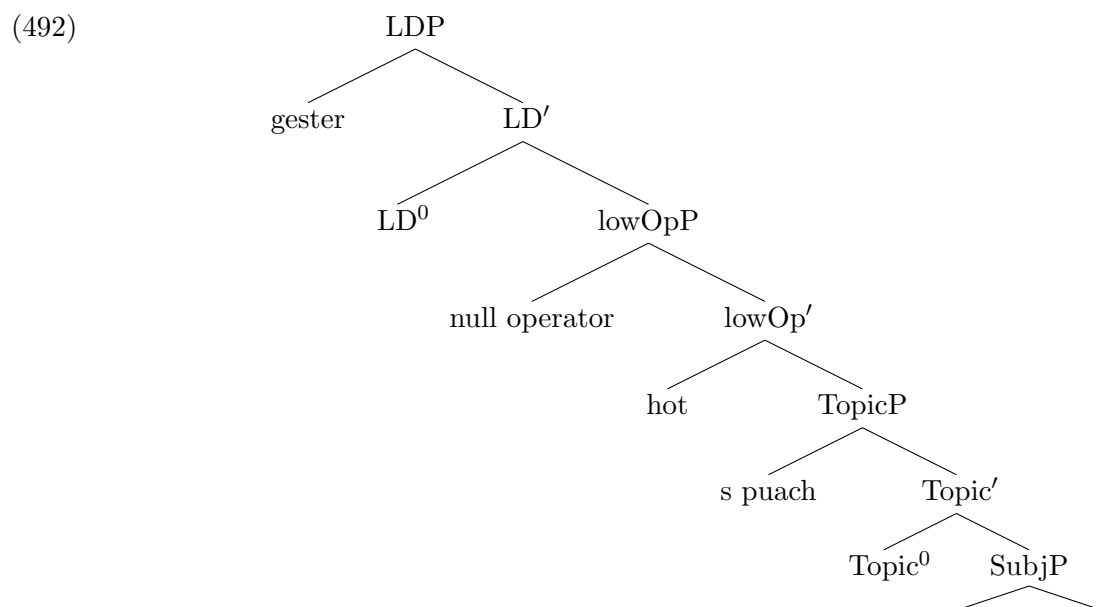 (492) LDP
gester LD′
LD⁰ lowOpP
null operator lowOp′
hot TopicP
s puach Topic′
Topic⁰ SubjP